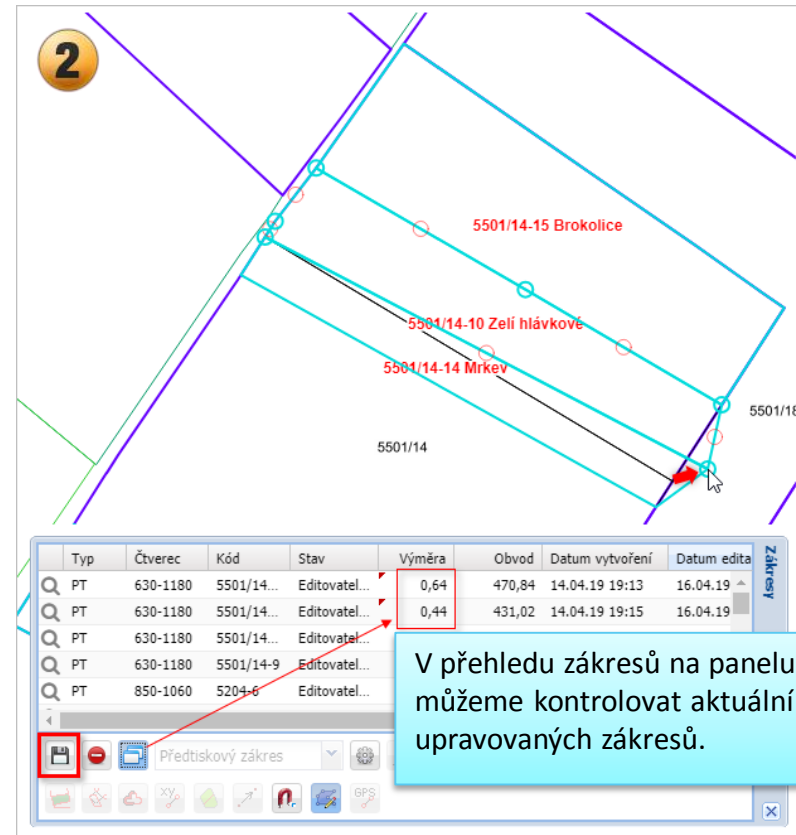 2
5501/14-15 Brokolice
5501/14-10 Zelí hlávkové
5501/14-14 Mrkev
5501/18
5501/14
Typ Čtverec Kód Stav Výměra Obvod Datum vytvoření Datum edita
PT 630-1180 5501/14... Editovatel... 0,64 470,84 14.04.19 19:13 16.04.19
PT 630-1180 5501/14... Editovatel... 0,44 431,02 14.04.19 19:15 16.04.19
PT 630-1180 5501/14... Editovatel...
PT 630-1180 5501/14-9 Editovatel...
PT 850-1060 5204-6 Editovatel...
Zákresy
V přehledu zákresů na panelu
můžeme kontrolovat aktuální
upravovaných zákresů.
Předtiskový zákres
xy GPS